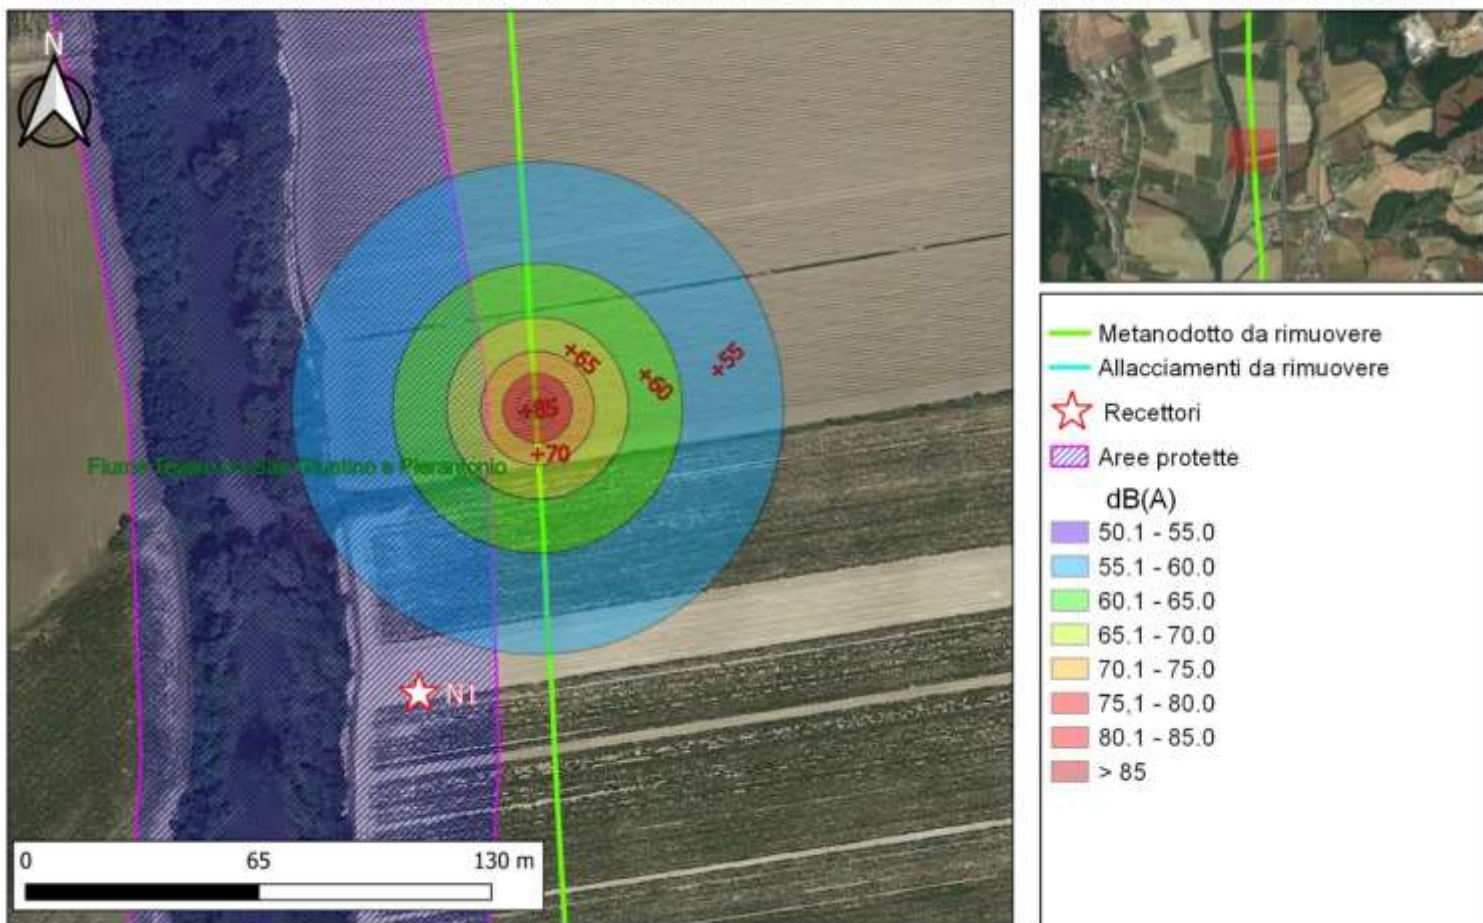 N
+55
+65
+60
+85
+70
Pierantonio
N1
0 65 130 m
Metanodotto da rimuovere
Allacciamenti da rimuovere
Recettori
Aree protette
dB(A)
50.1 - 55.0
55.1 - 60.0
60.1 - 65.0
65.1 - 70.0
70.1 - 75.0
75,1 - 80.0
80.1 - 85.0
> 85